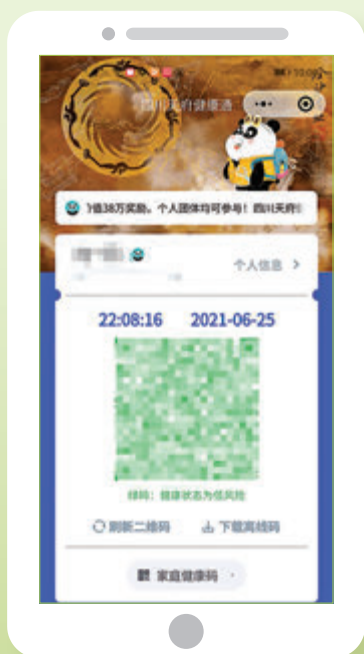 四川天府健康通
值38万奖励。个人团体均可参与！四川天府
个人信息 >
22:08:16 2021-06-25
绿码：健康状态为低风险
刷新二维码 下载离线码
家庭健康码